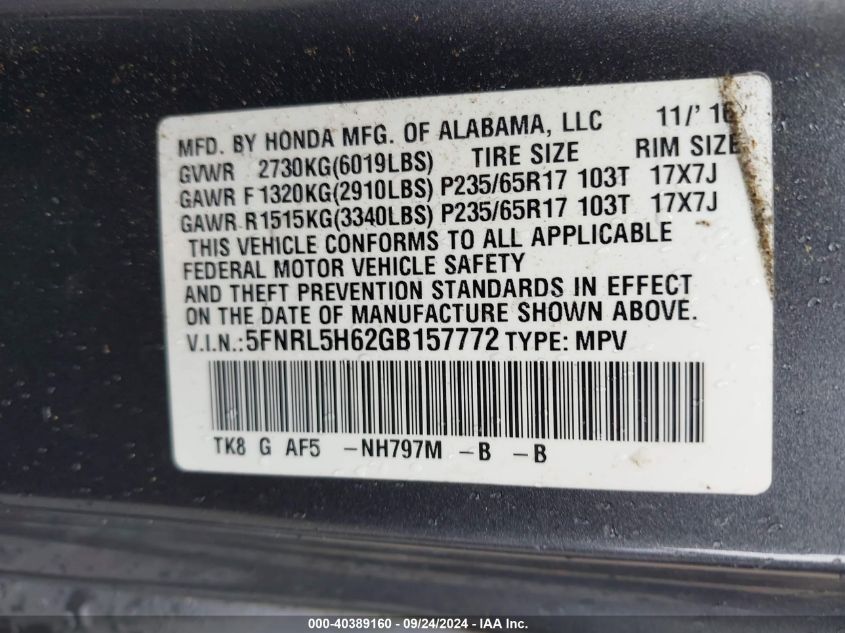 MFD. BY HONDA MFG. OF ALABAMA, LLC 11/' 16
GVWR 2730KG(6019LBS) TIRE SIZE RIM SIZE
GAWR F 1320KG(2910LBS) P235/65R17 103T 17X7J
GAWR R1515KG(3340LBS) P235/65R17 103T 17X7J
THIS VEHICLE CONFORMS TO ALL APPLICABLE
FEDERAL MOTOR VEHICLE SAFETY
AND THEFT PREVENTION STANDARDS IN EFFECT
ON THE DATE OF MANUFACTURE SHOWN ABOVE.
V.I.N.:5FNRL5H62GB157772 TYPE: MPV
TK8 G AF5 -NH797M -B -B
000-40389160 - 09/24/2024 - IAA Inc.